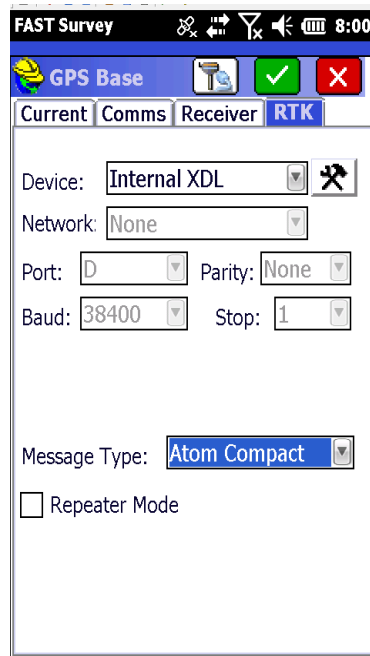 FAST Survey 8:00
GPS Base
Current Comms Receiver RTK
Device: Internal XDL
Network: None
Port: D Parity: None
Baud: 38400 Stop: 1
Message Type: Atom Compact
Repeater Mode